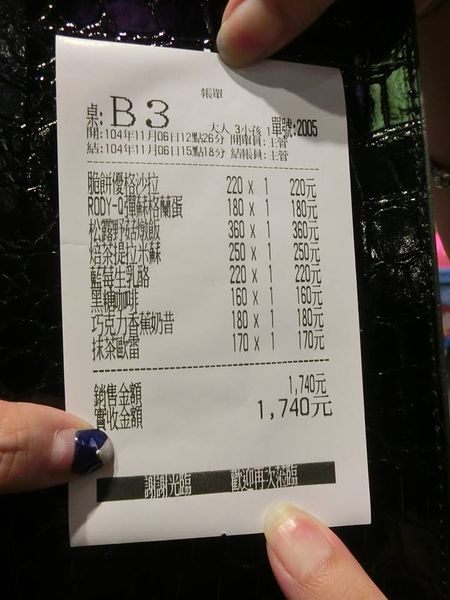 帳單
桌: B3
大人 3小孩 1 單號:2005
開:104年11月06日12點26分 開單員:主管
結:104年11月06日15點18分 結帳員:主管
脆餅優格沙拉 220 x 1 220元
RODY-Q彈蘇格蘭蛋 180 x 1 180元
松露野菇燉飯 360 x 1 360元
焙茶提拉米蘇 250 x 1 250元
藍莓生乳酪 220 x 1 220元
黑糖咖啡 160 x 1 160元
巧克力香蕉奶昔 180 x 1 180元
抹茶歐雷 170 x 1 170元
銷售金額 1,740元
實收金額 1,740元
謝謝光臨 歡迎再次蒞臨